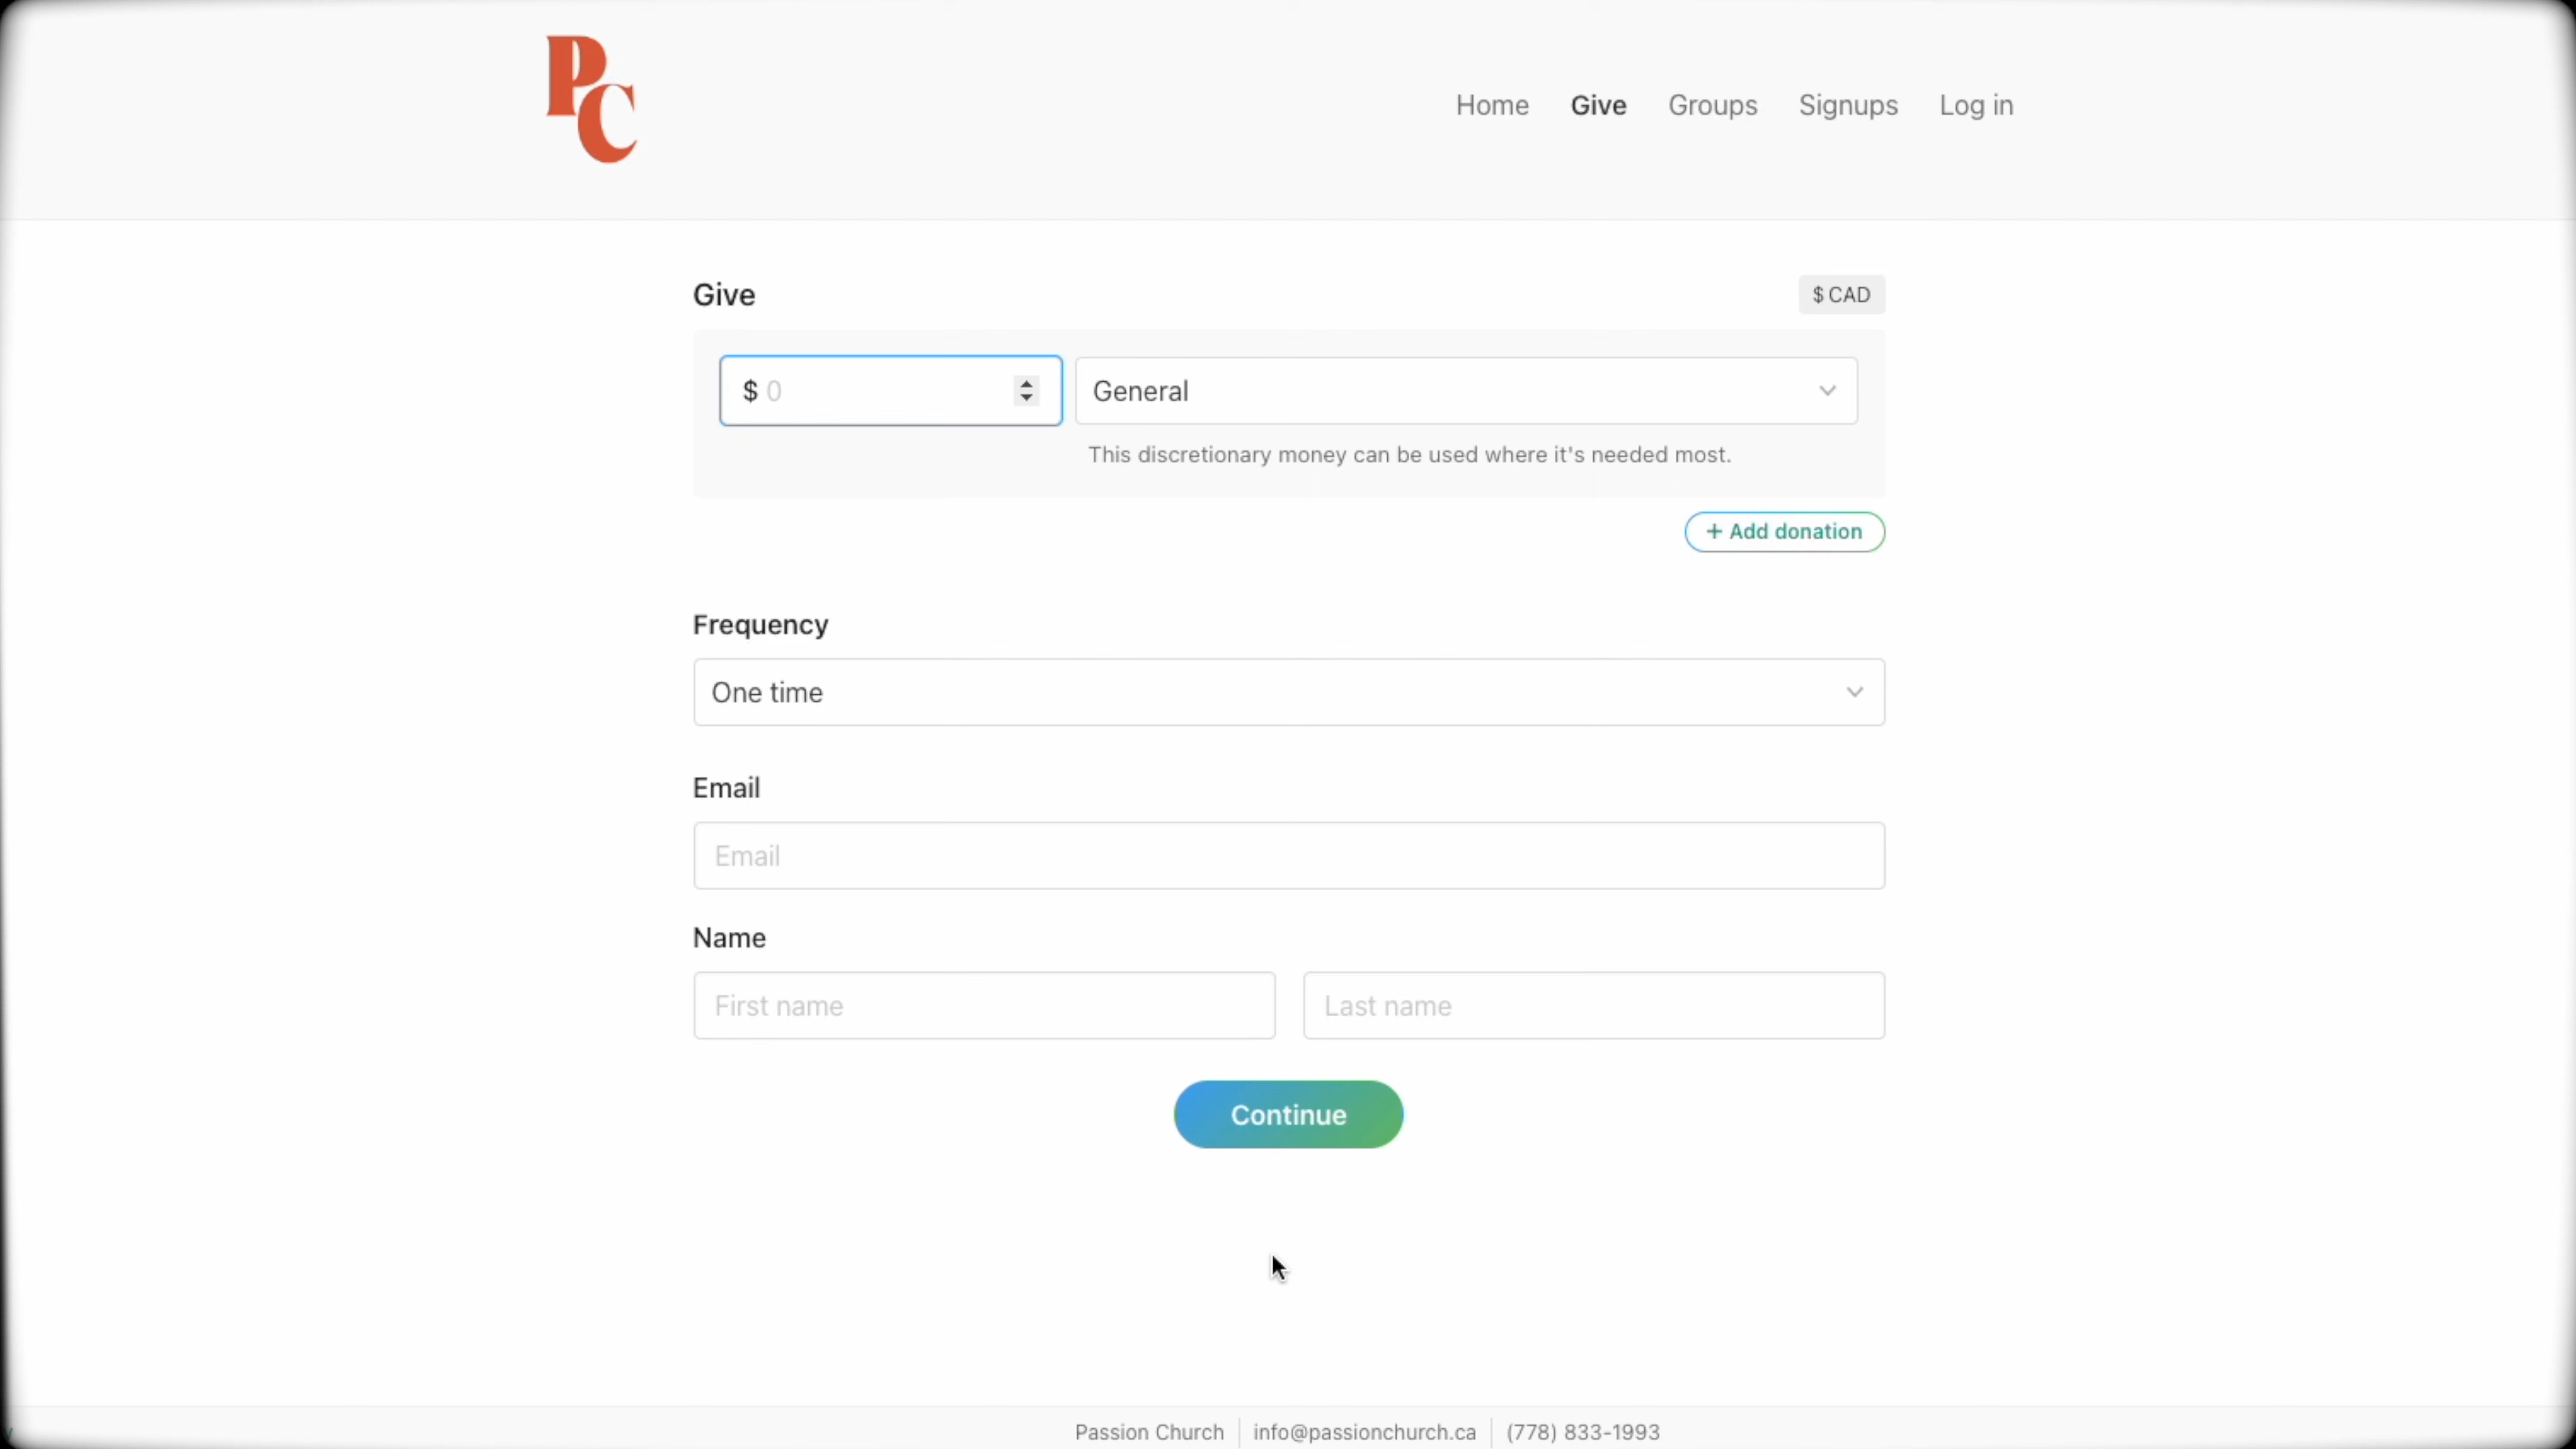 PC
Home Give Groups Signups Log in
Give
$ CAD
$ 0
General
This discretionary money can be used where it's needed most.
+ Add donation
Frequency
One time
Email
Email
Name
First name Last name
Continue
Passion Church info@passionchurch.ca (778) 833-1993